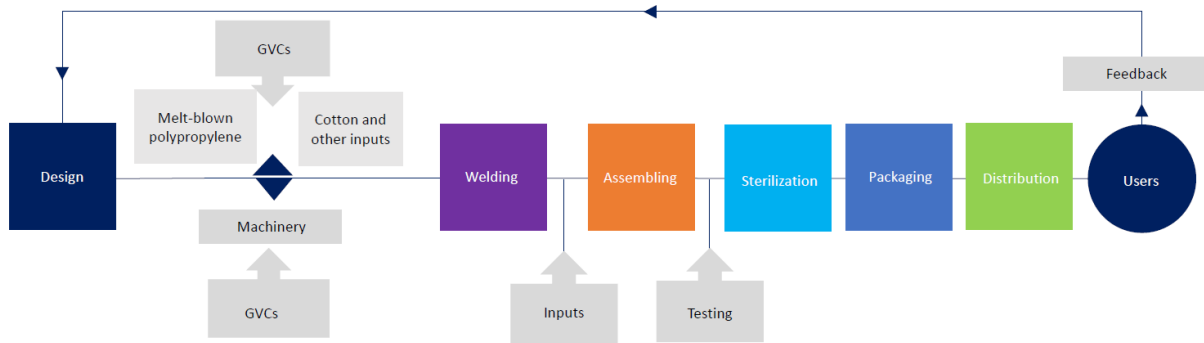 GVCs
Feedback
Melt-blown
polypropylene
Cotton and
other inputs
Design
Welding
Assembling
Sterilization
Packaging
Distribution
Users
Machinery
GVCs
Inputs
Testing